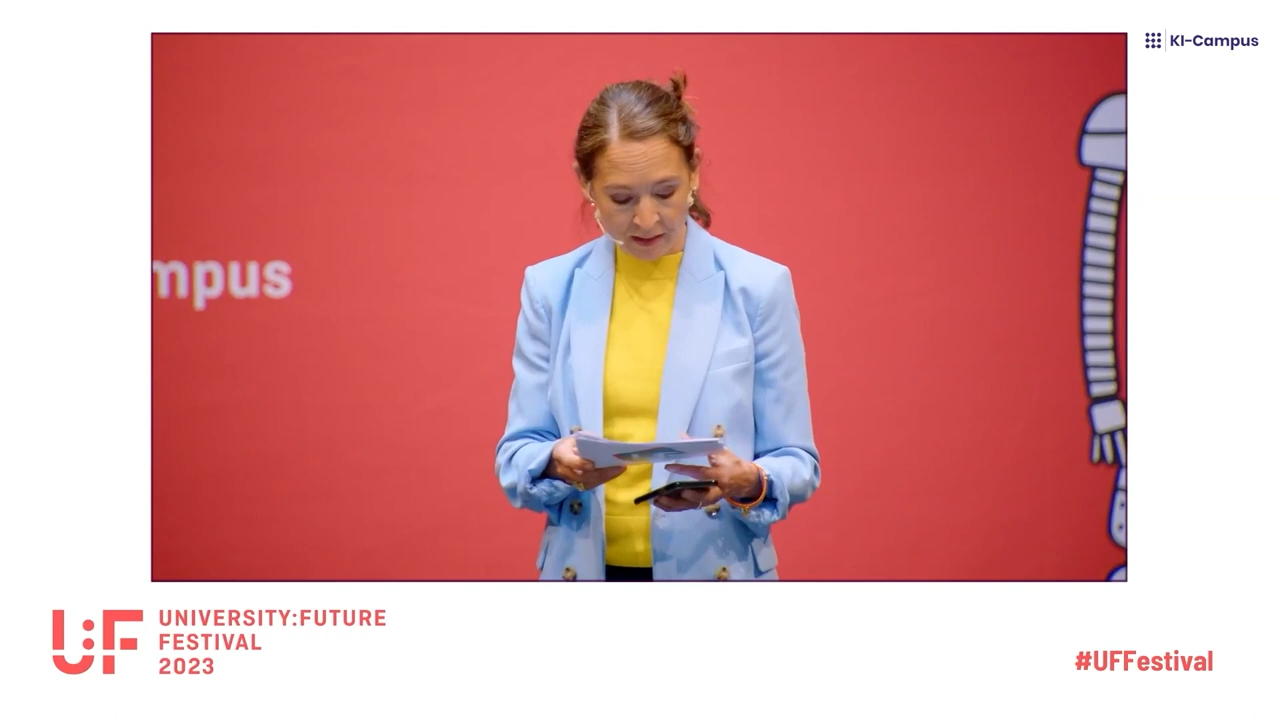 KI-Campus
mpus
U:F
UNIVERSITY:FUTURE
FESTIVAL
2023
#UFFestival